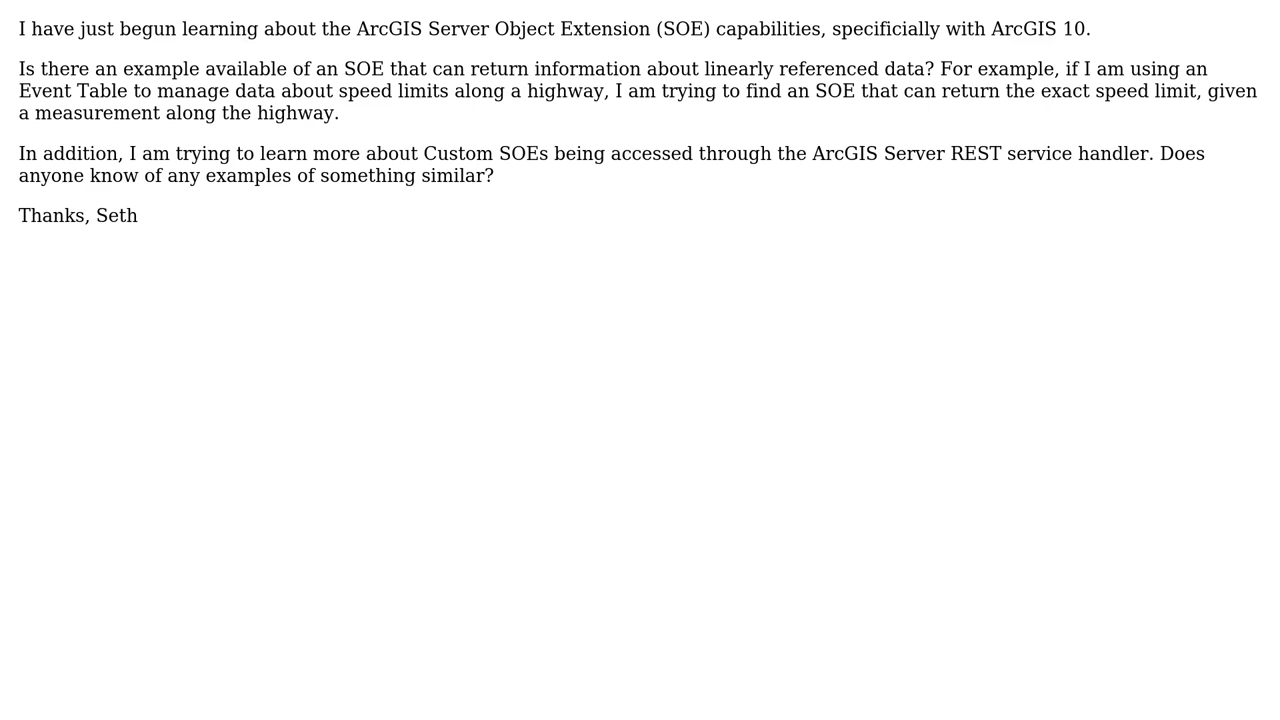 I have just begun learning about the ArcGIS Server Object Extension (SOE) capabilities, specificially with ArcGIS 10.
Is there an example available of an SOE that can return information about linearly referenced data? For example, if I am using an
Event Table to manage data about speed limits along a highway, I am trying to find an SOE that can return the exact speed limit, given
a measurement along the highway.
In addition, I am trying to learn more about Custom SOEs being accessed through the ArcGIS Server REST service handler. Does
anyone know of any examples of something similar?
Thanks, Seth